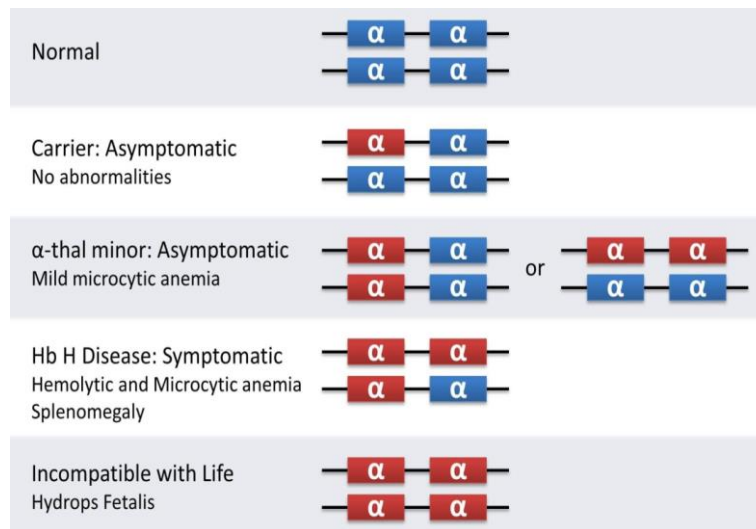 Normal
α α
α α
Carrier: Asymptomatic
No abnormalities
α α
α α
α-thal minor: Asymptomatic
Mild microcytic anemia
α α
α α
or
α α
α α
Hb H Disease: Symptomatic
Hemolytic and Microcytic anemia
Splenomegaly
α α
α α
Incompatible with Life
Hydrops Fetalis
α α
α α